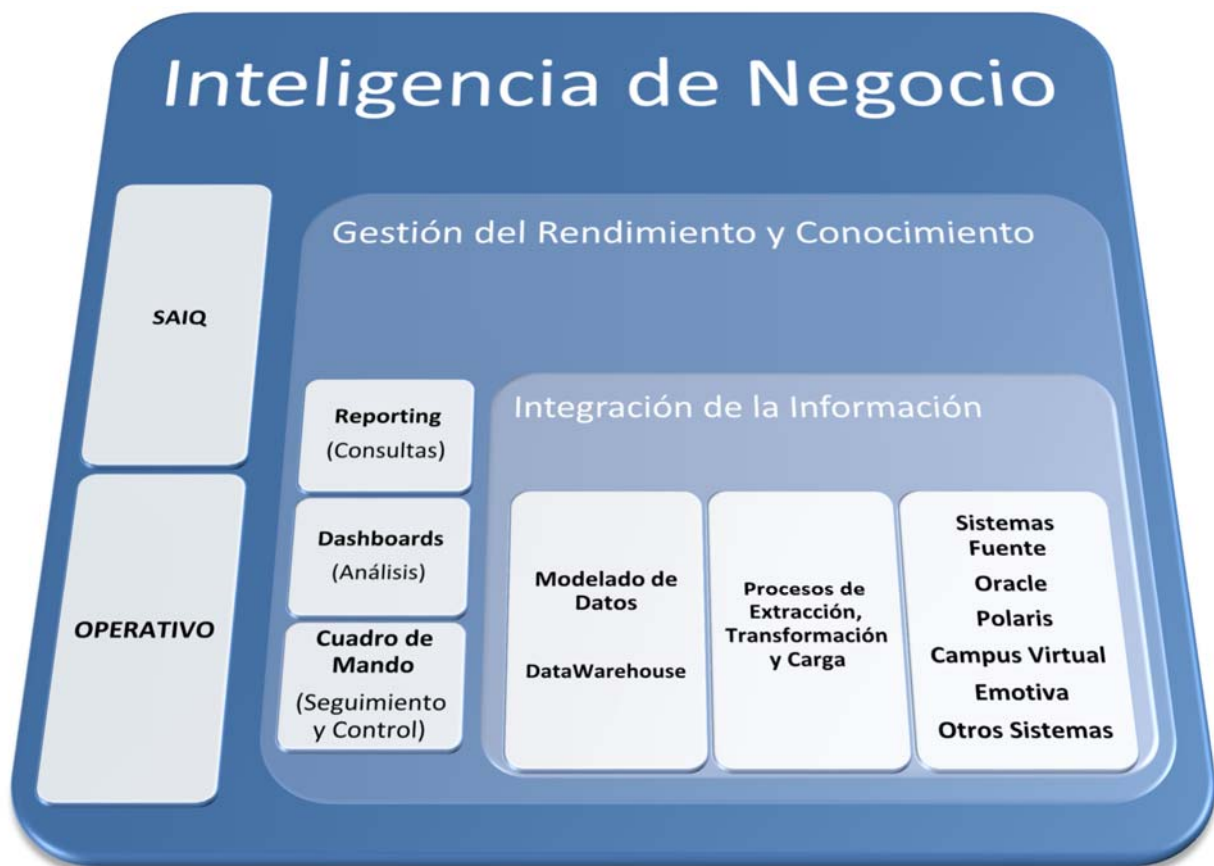 Inteligencia de Negocio
SAIQ
OPERATIVO
Gestión del Rendimiento y Conocimiento
Reporting
(Consultas)
Dashboards
(Análisis)
Cuadro de
Mando
(Seguimiento
y Control)
Integración de la Información
Modelado de
Datos
DataWarehouse
Procesos de
Extracción,
Transformación
y Carga
Sistemas
Fuente
Oracle
Polaris
Campus Virtual
Emotiva
Otros Sistemas